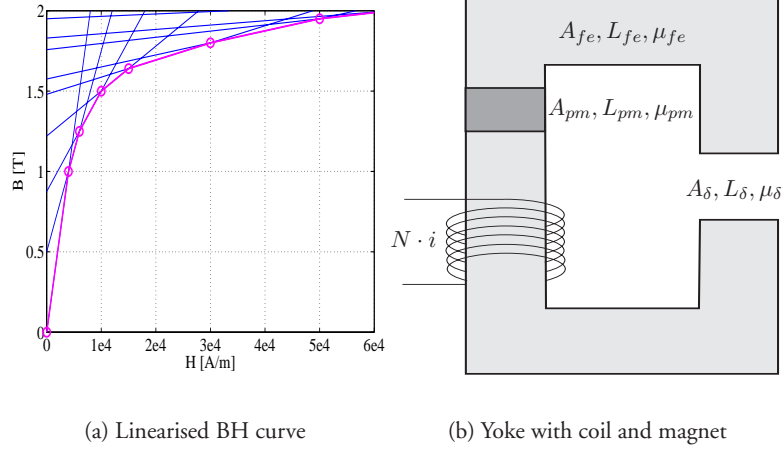 2
1.5
1
0.5
0
B [T]
0 1e4 2e4 3e4 4e4 5e4 6e4
H [A/m]
(a) Linearised BH curve
A_{fe}, L_{fe}, μ_{fe}
A_{pm}, L_{pm}, μ_{pm}
A_δ, L_δ, μ_δ
N · i
(b) Yoke with coil and magnet